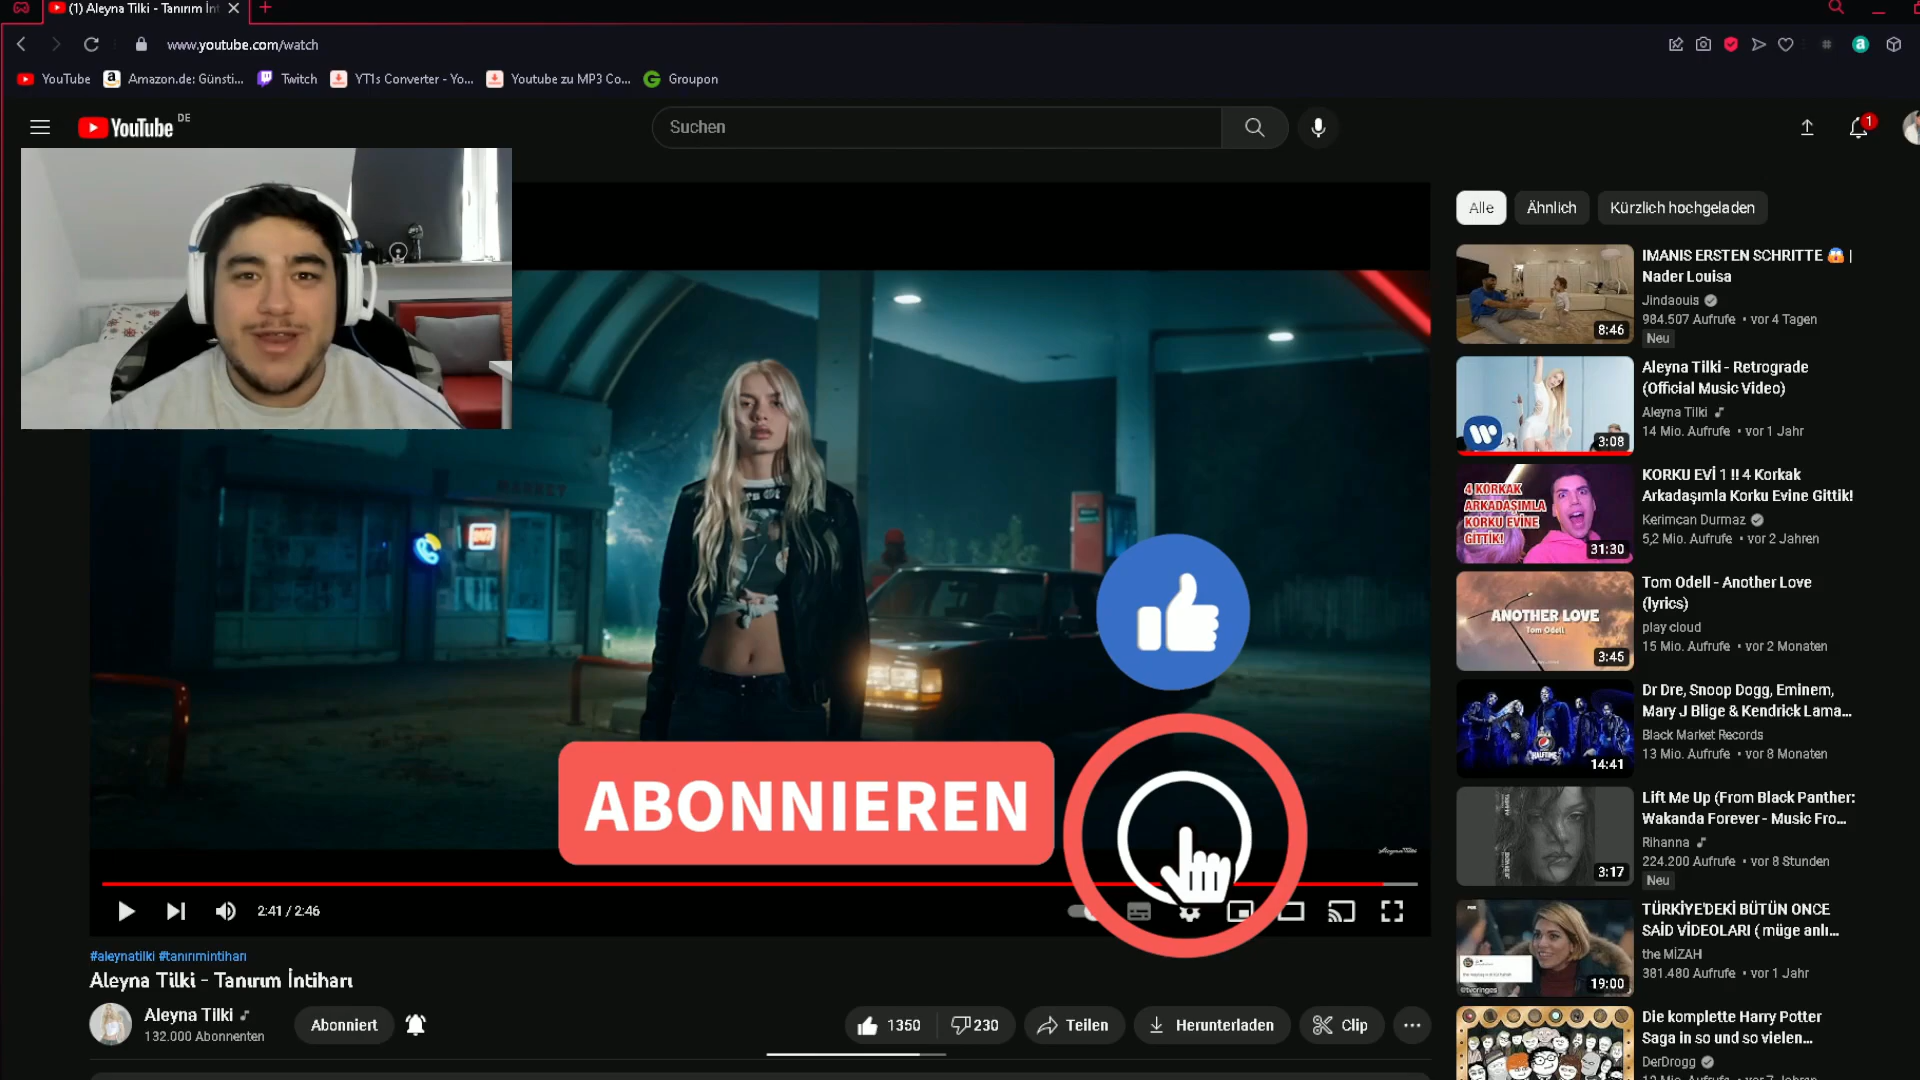 (1) Aleyna Tilki - Tanırım İnt
www.youtube.com/watch
YouTube
Amazon.de: Günsti...
Twitch
YT1s Converter - Yo...
Youtube zu MP3 Co...
Groupon
YouTube DE
Suchen
1
Alle
Ähnlich
Kürzlich hochgeladen
MARKET
ABONNIEREN
Aleyna Tilki
2:41 / 2:46
#aleynatilki #tanırımintiharı
Aleyna Tilki - Tanırım İntiharı
Aleyna Tilki
132.000 Abonnenten
Abonniert
1350
230
Teilen
Herunterladen
Clip
8:46
IMANIS ERSTEN SCHRITTE 😱 |
Nader Louisa
Jindaouis
984.507 Aufrufe • vor 4 Tagen
Neu
3:08
Aleyna Tilki - Retrograde
(Official Music Video)
Aleyna Tilki
14 Mio. Aufrufe • vor 1 Jahr
4 KORKAK
ARKADAŞIMLA
KORKU EVİNE
GİTTİK!
31:30
KORKU EVİ 1 !! 4 Korkak
Arkadaşımla Korku Evine Gittik!
Kerimcan Durmaz
5,2 Mio. Aufrufe • vor 2 Jahren
ANOTHER LOVE
Tom Odell
3:45
Tom Odell - Another Love
(lyrics)
play cloud
15 Mio. Aufrufe • vor 2 Monaten
HALFTIME
14:41
Dr Dre, Snoop Dogg, Eminem,
Mary J Blige & Kendrick Lama...
Black Market Records
13 Mio. Aufrufe • vor 8 Monaten
3:17
Lift Me Up (From Black Panther:
Wakanda Forever - Music Fro...
Rihanna
224.200 Aufrufe • vor 8 Stunden
Neu
19:00
TÜRKİYE'DEKİ BÜTÜN ONCE
SAİD VİDEOLARI ( müge anlı...
the MİZAH
381.480 Aufrufe • vor 1 Jahr
Die komplette Harry Potter
Saga in so und so vielen...
DerDrogg